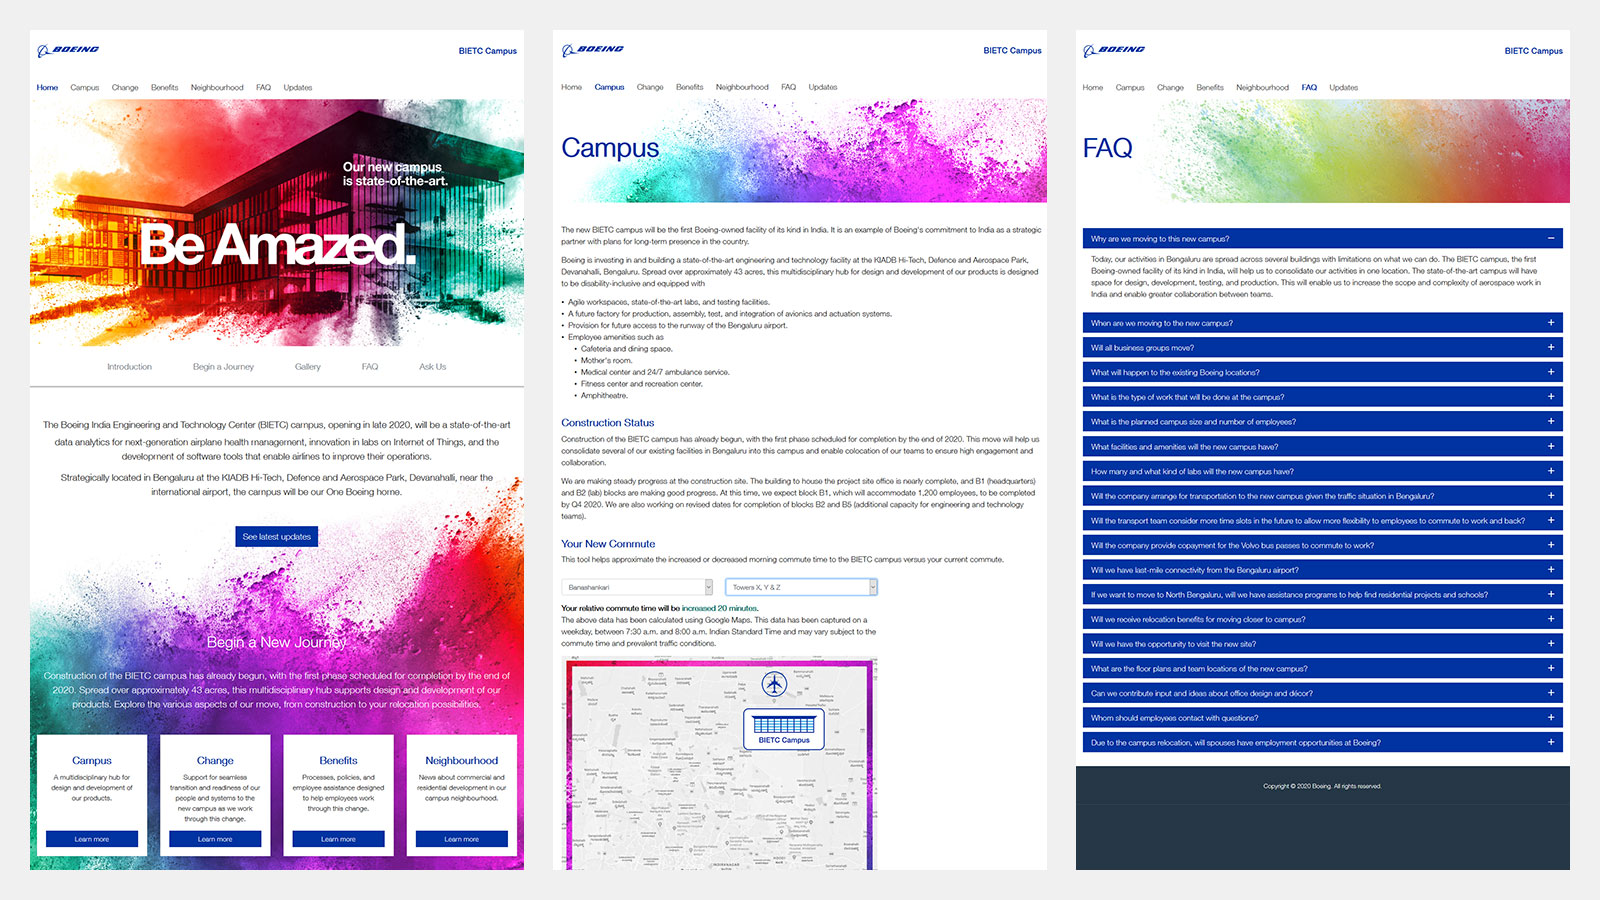 BOEING
BIETC Campus
Home Campus Change Benefits Neighbourhood FAQ Updates
Our new campus
is state-of-the-art.
Be Amazed.
Introduction Begin a Journey Gallery FAQ Ask Us
The Boeing India Engineering and Technology Center (BIETC) campus, opening in late 2020, will be a state-of-the-art
data analytics for next-generation airplane health management, innovation in labs on Internet of Things, and the
development of software tools that enable airlines to improve their operations.
Strategically located in Bengaluru at the KIADB Hi-Tech, Defence and Aerospace Park, Devanahalli, near the
international airport, the campus will be our One Boeing home.
See latest updates
Begin a New Journey
Construction of the BIETC campus has already begun, with the first phase scheduled for completion by the end of
2020. Spread over approximately 43 acres, this multidisciplinary hub supports design and development of our
products. Explore the various aspects of our move, from construction to your relocation possibilities.
Campus
A multidisciplinary hub for
design and development of
our products.
Learn more
Change
Support for seamless
transition and readiness of our
people and systems to the
new campus as we work
through this change.
Learn more
Benefits
Processes, policies, and
employee assistance designed
to help employees work
through this change.
Learn more
Neighbourhood
News about commercial and
residential development in our
campus neighbourhood.
Learn more
BOEING
BIETC Campus
Home Campus Change Benefits Neighbourhood FAQ Updates
Campus
The new BIETC campus will be the first Boeing-owned facility of its kind in India. It is an example of Boeing's commitment to India as a strategic
partner with plans for long-term presence in the country.
Boeing is investing in and building a state-of-the-art engineering and technology facility at the KIADB Hi-Tech, Defence and Aerospace Park,
Devanahalli, Bengaluru. Spread over approximately 43 acres, this multidisciplinary hub for design and development of our products is designed
to be disability-inclusive and equipped with
• Agile workspaces, state-of-the-art labs, and testing facilities.
• A future factory for production, assembly, test, and integration of avionics and actuation systems.
• Provision for future access to the runway of the Bengaluru airport.
• Employee amenities such as
• Cafeteria and dining space.
• Mother's room.
• Medical center and 24/7 ambulance service.
• Fitness center and recreation center.
• Amphitheatre.
Construction Status
Construction of the BIETC campus has already begun, with the first phase scheduled for completion by the end of 2020. This move will help us
consolidate several of our existing facilities in Bengaluru into this campus and enable colocation of our teams to ensure high engagement and
collaboration.
We are making steady progress at the construction site. The building to house the project site office is nearly complete, and B1 (headquarters)
and B2 (lab) blocks are making good progress. At this time, we expect block B1, which will accommodate 1,200 employees, to be completed
by Q4 2020. We are also working on revised dates for completion of blocks B2 and B5 (additional capacity for engineering and technology
teams).
Your New Commute
This tool helps approximate the increased or decreased morning commute time to the BIETC campus versus your current commute.
Banashankari
Towers X, Y & Z
Your relative commute time will be increased 20 minutes.
The above data has been calculated using Google Maps. This data has been captured on a
weekday, between 7:30 a.m. and 8:00 a.m. Indian Standard Time and may vary subject to the
commute time and prevalent traffic conditions.
BIETC Campus
BOEING
BIETC Campus
Home Campus Change Benefits Neighbourhood FAQ Updates
FAQ
Why are we moving to this new campus? −
Today, our activities in Bengaluru are spread across several buildings with limitations on what we can do. The BIETC campus, the first
Boeing-owned facility of its kind in India, will help us to consolidate our activities in one location. The state-of-the-art campus will have
space for design, development, testing, and production. This will enable us to increase the scope and complexity of aerospace work in
India and enable greater collaboration between teams.
When are we moving to the new campus? +
Will all business groups move? +
What will happen to the existing Boeing locations? +
What is the type of work that will be done at the campus? +
What is the planned campus size and number of employees? +
What facilities and amenities will the new campus have? +
How many and what kind of labs will the new campus have? +
Will the company arrange for transportation to the new campus given the traffic situation in Bengaluru? +
Will the transport team consider more time slots in the future to allow more flexibility to employees to commute to work and back? +
Will the company provide copayment for the Volvo bus passes to commute to work? +
Will we have last-mile connectivity from the Bengaluru airport? +
If we want to move to North Bengaluru, will we have assistance programs to help find residential projects and schools? +
Will we receive relocation benefits for moving closer to campus? +
Will we have the opportunity to visit the new site? +
What are the floor plans and team locations of the new campus? +
Can we contribute input and ideas about office design and décor? +
Whom should employees contact with questions? +
Due to the campus relocation, will spouses have employment opportunities at Boeing? +
Copyright © 2020 Boeing. All rights reserved.